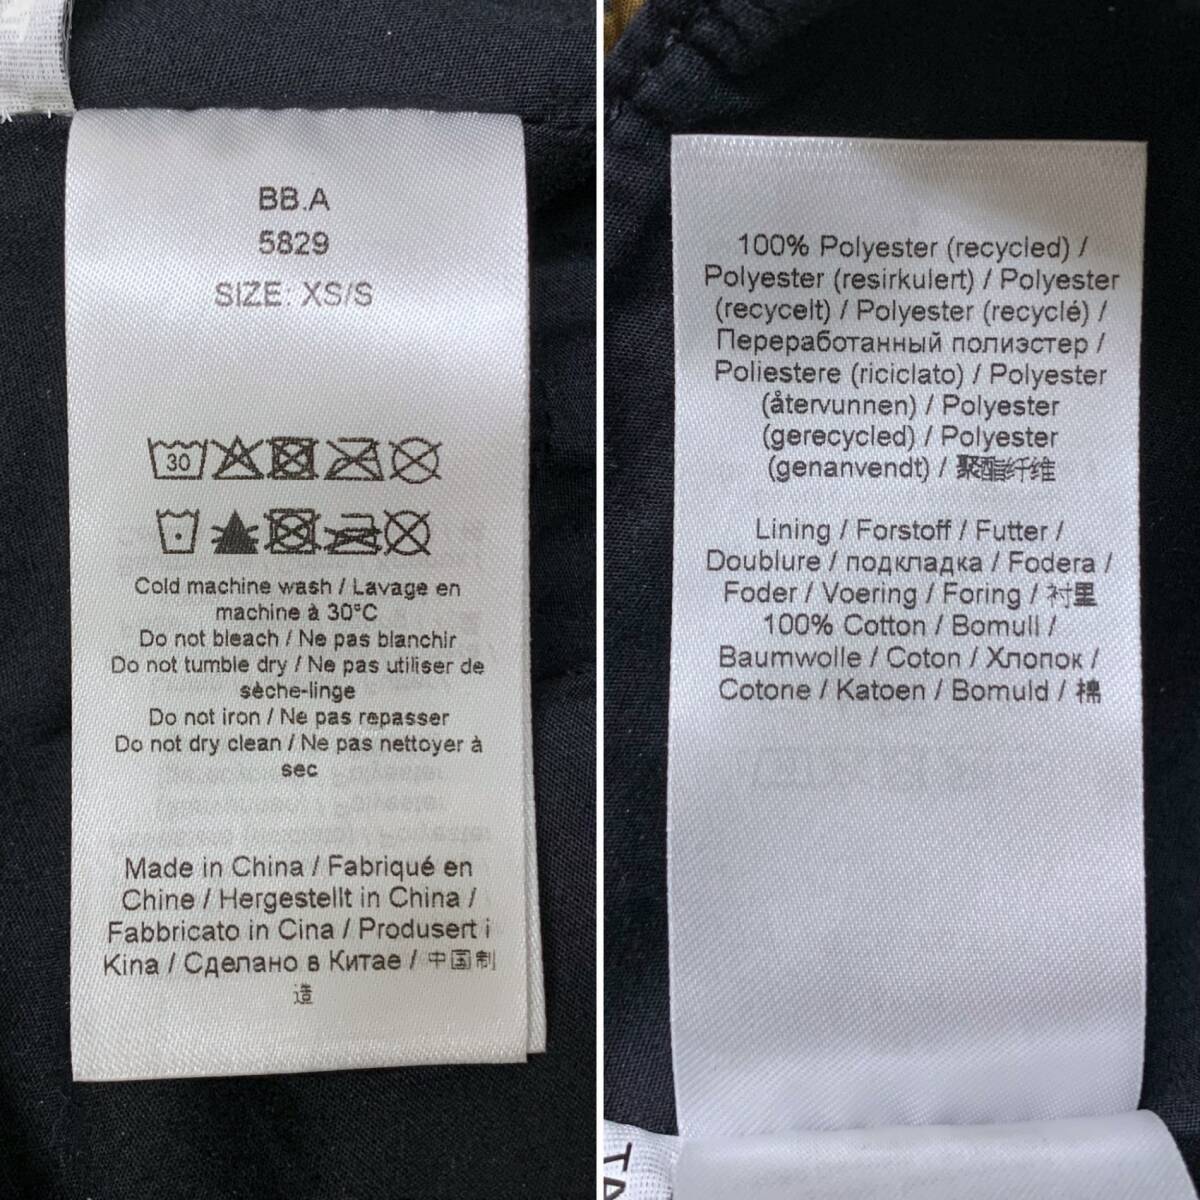 BB.A
5829
SIZE: XS/S
30
Cold machine wash / Lavage en
machine à 30°C
Do not bleach / Ne pas blanchir
Do not tumble dry / Ne pas utiliser de
sèche-linge
Do not iron / Ne pas repasser
Do not dry clean / Ne pas nettoyer à
sec
Made in China / Fabriqué en
Chine / Hergestellt in China /
Fabbricato in Cina / Produsert i
Kina / Сделано в Китае / 中国制
造
100% Polyester (recycled) /
Polyester (resirkulert) / Polyester
(recycelt) / Polyester (recyclé) /
Переработанный полиэстер /
Poliestere (riciclato) / Polyester
(återvunnen) / Polyester
(gerecycled) / Polyester
(genanvendt) / 聚酯纤维
Lining / Forstoff / Futter /
Doublure / подкладка / Fodera /
Foder / Voering / Foring / 衬里
100% Cotton / Bomull /
Baumwolle / Coton / Хлопок /
Cotone / Katoen / Bomuld / 棉